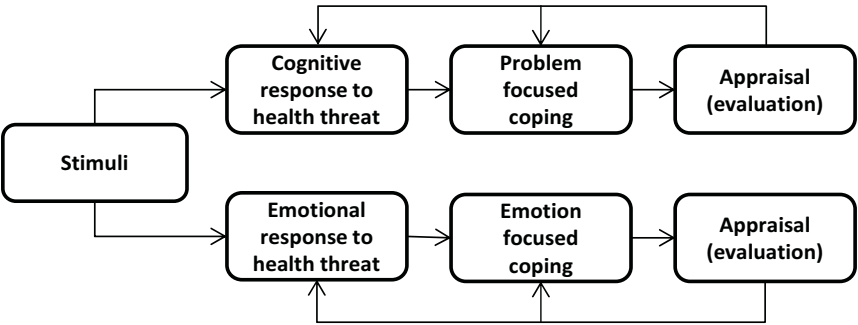 Cognitive
response to
health threat
Problem
focused
coping
Appraisal
(evaluation)
Stimuli
Emotional
response to
health threat
Emotion
focused
coping
Appraisal
(evaluation)